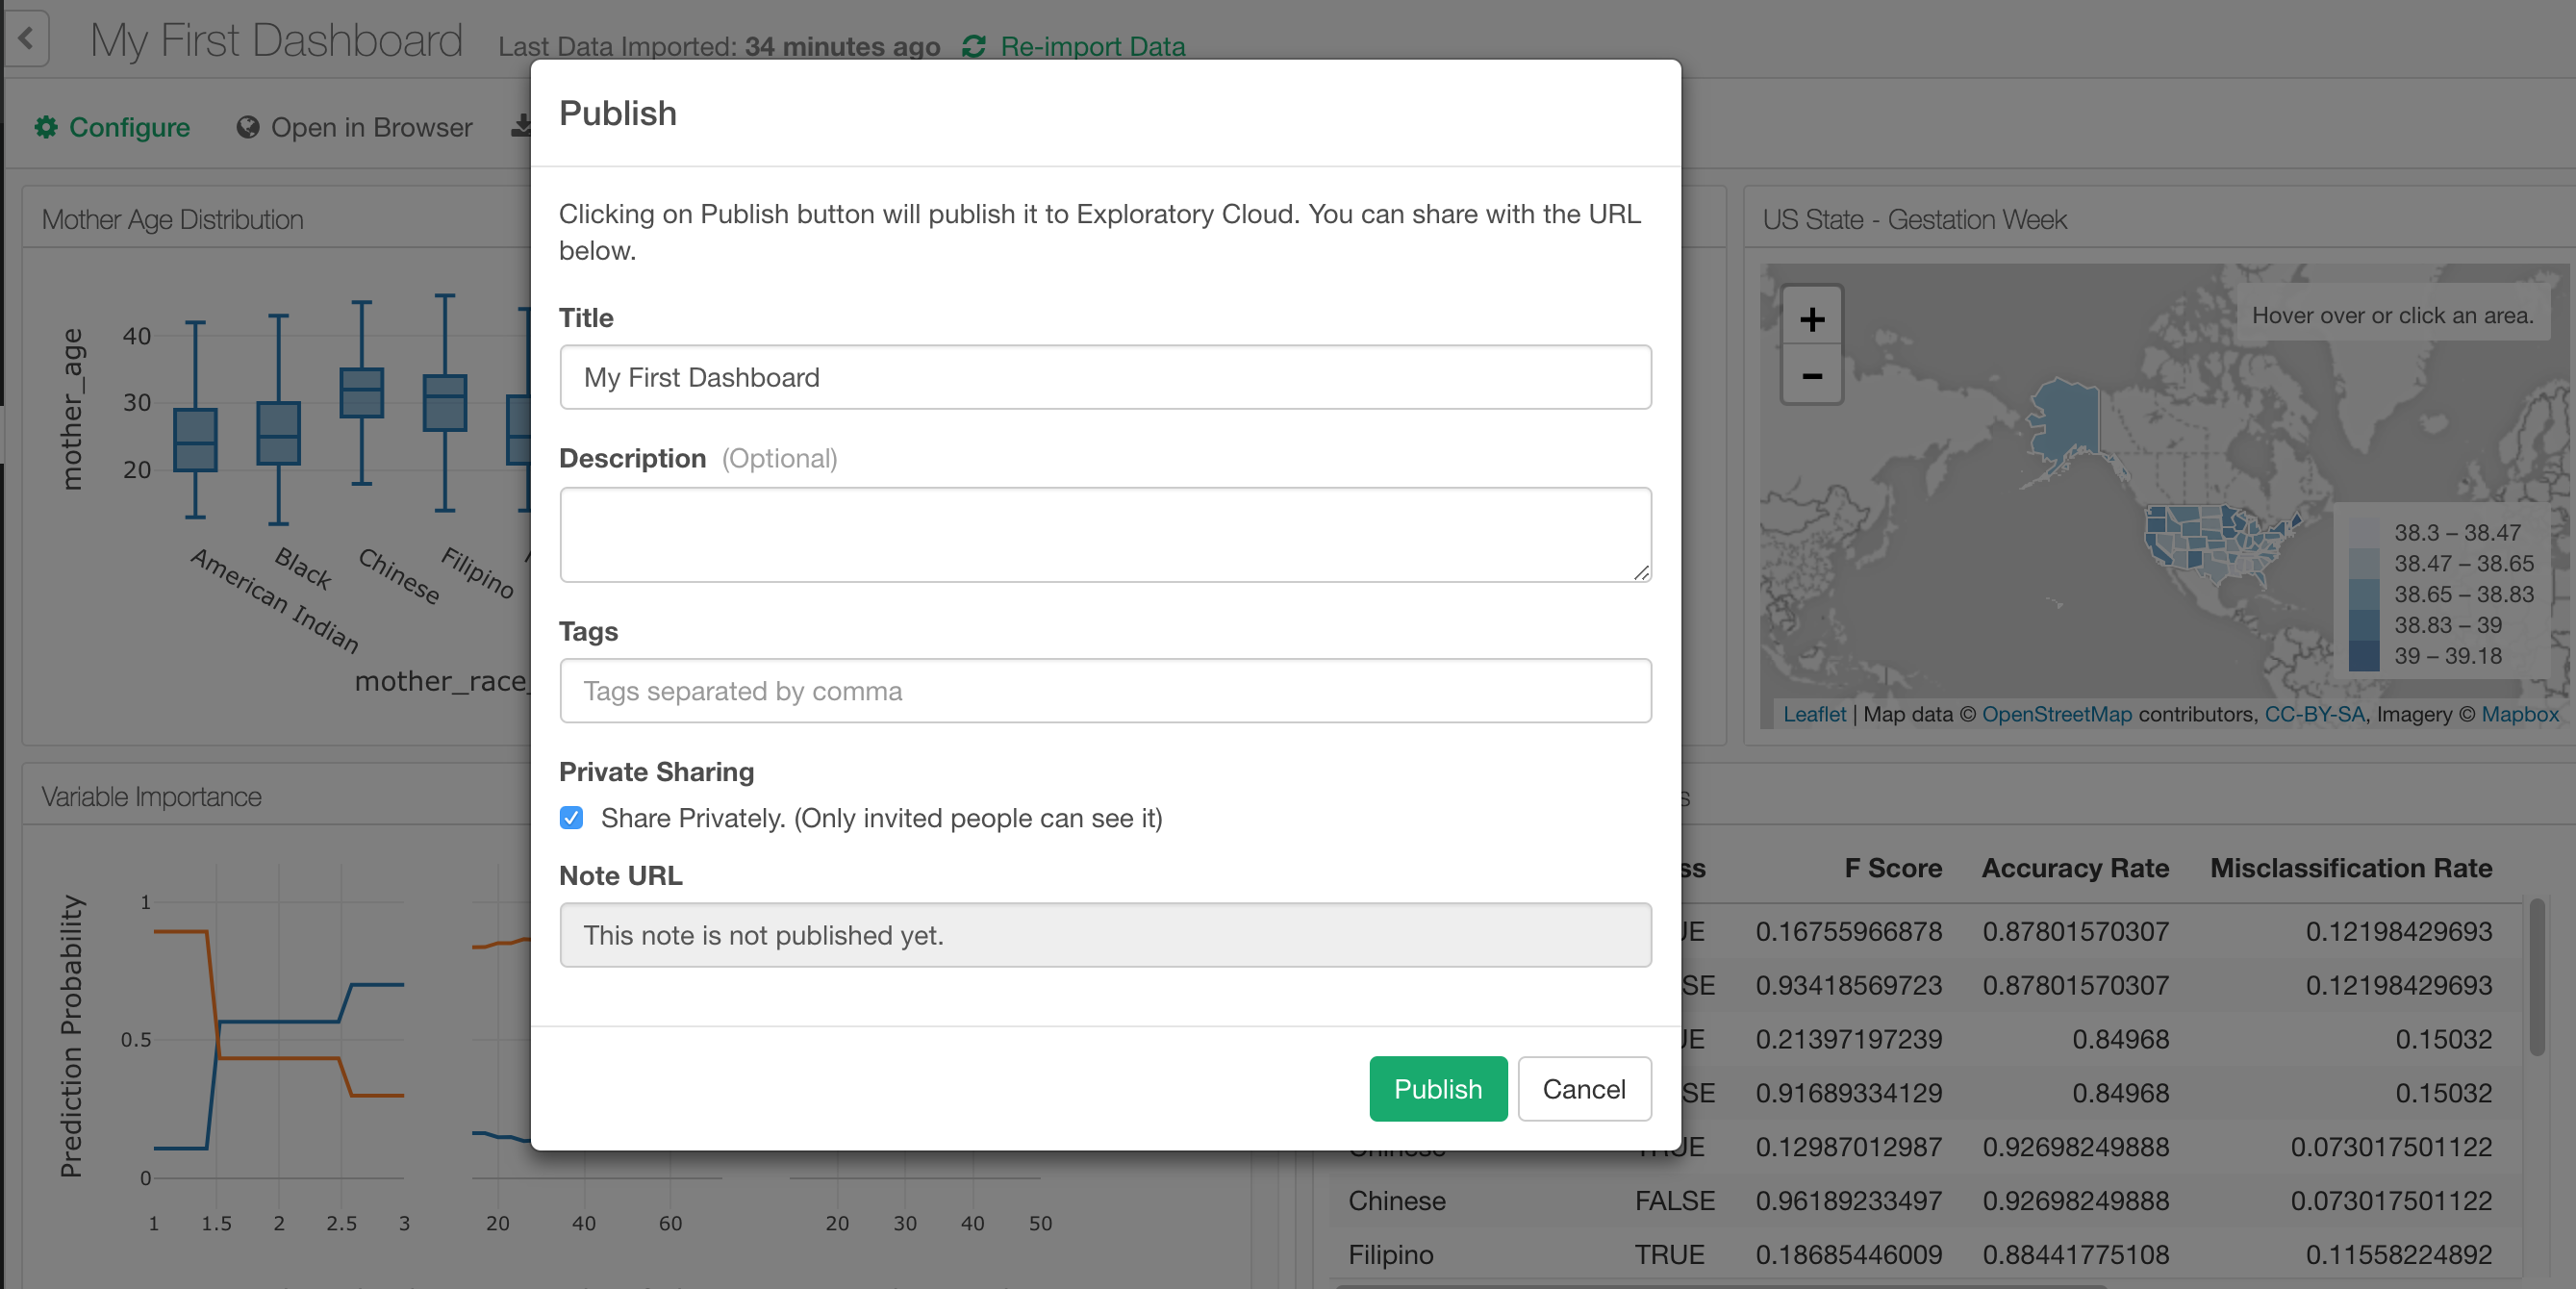 My First Dashboard
Last Data Imported: 34 minutes ago Re-import Data
Configure
Open in Browser
Publish
Clicking on Publish button will publish it to Exploratory Cloud. You can share with the URL
below.
Title
My First Dashboard
Description (Optional)
Tags
Tags separated by comma
Private Sharing
Share Privately. (Only invited people can see it)
Note URL
This note is not published yet.
Publish
Cancel
Mother Age Distribution
mother_age
40
30
20
American Indian
Black
Chinese
Filipino
mother_race_
US State - Gestation Week
+
−
Hover over or click an area.
38.3 – 38.47
38.47 – 38.65
38.65 – 38.83
38.83 – 39
39 – 39.18
Leaflet | Map data © OpenStreetMap contributors, CC-BY-SA, Imagery © Mapbox
Variable Importance
Prediction Probability
1
0.5
0
1 1.5 2 2.5 3
20 40 60
20 30 40 50
s
ss F Score Accuracy Rate Misclassification Rate
UE 0.16755966878 0.87801570307 0.12198429693
SE 0.93418569723 0.87801570307 0.12198429693
UE 0.21397197239 0.84968 0.15032
SE 0.91689334129 0.84968 0.15032
Chinese TRUE 0.12987012987 0.92698249888 0.073017501122
Chinese FALSE 0.96189233497 0.92698249888 0.073017501122
Filipino TRUE 0.18685446009 0.88441775108 0.11558224892